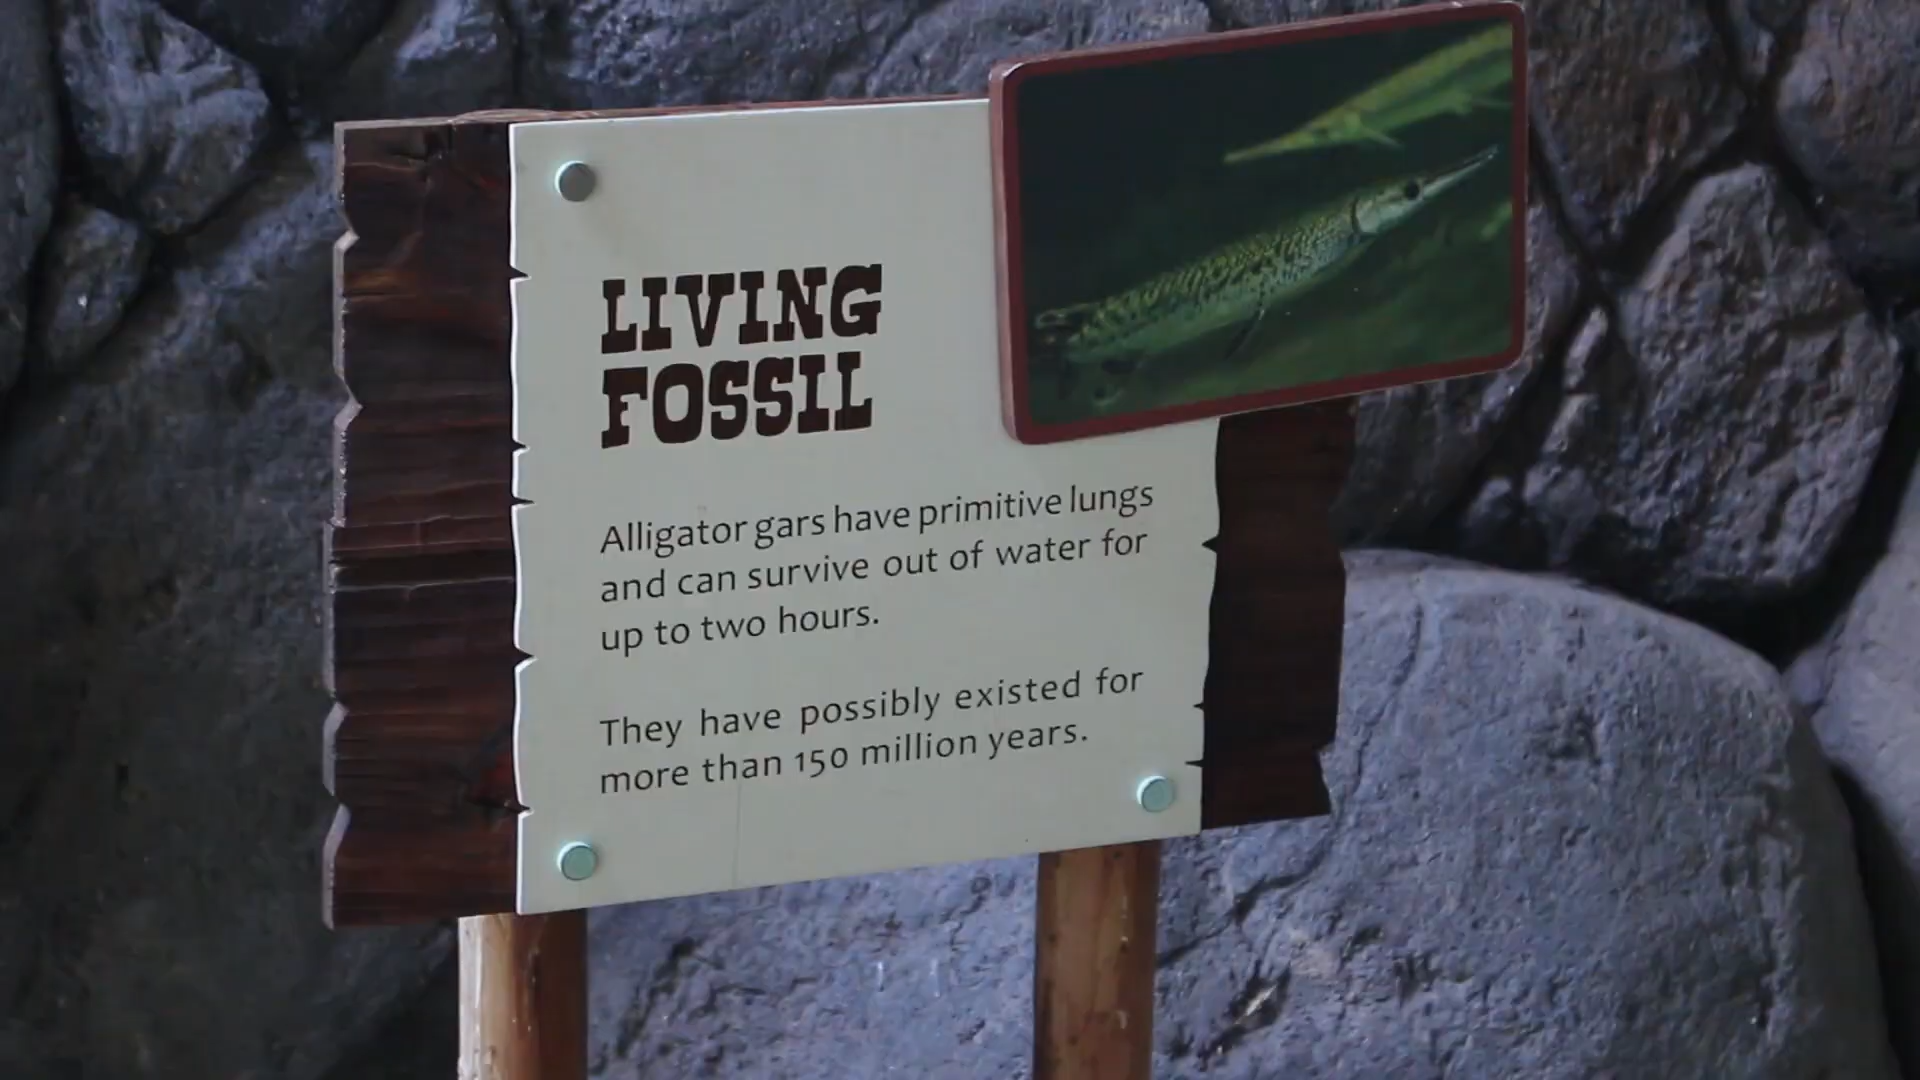 LIVING
FOSSIL
Alligator gars have primitive lungs
and can survive out of water for
up to two hours.
They have possibly existed for
more than 150 million years.